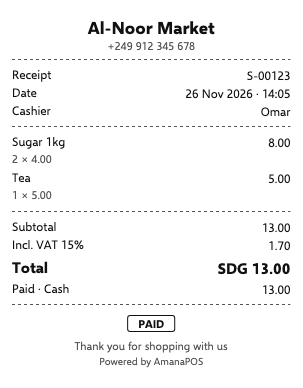 Al-Noor Market
+249 912 345 678
Receipt S-00123
Date 26 Nov 2026 · 14:05
Cashier Omar
Sugar 1kg 8.00
2 × 4.00
Tea 5.00
1 × 5.00
Subtotal 13.00
Incl. VAT 15% 1.70
Total SDG 13.00
Paid · Cash 13.00
PAID
Thank you for shopping with us
Powered by AmanaPOS